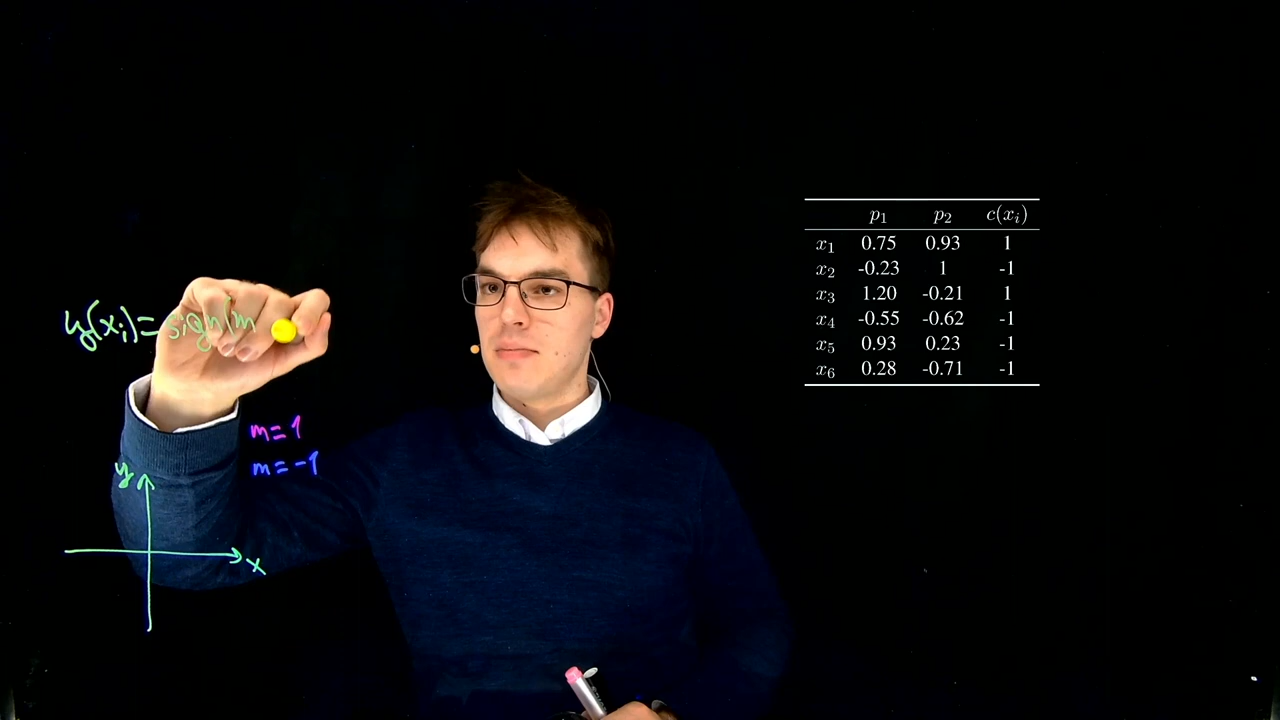 y(xᵢ) = sign(m
m = 1
m = -1
y
x
p₁ p₂ c(xᵢ)
x₁ 0.75 0.93 1
x₂ -0.23 1 -1
x₃ 1.20 -0.21 1
x₄ -0.55 -0.62 -1
x₅ 0.93 0.23 -1
x₆ 0.28 -0.71 -1